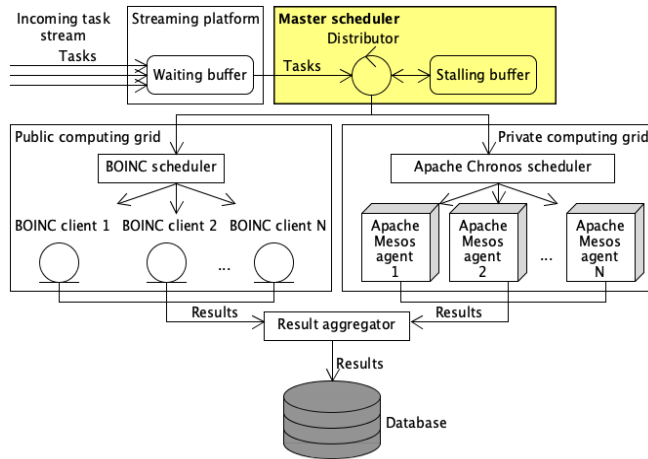 Incoming task
stream
Tasks
Streaming platform
Waiting buffer
Tasks
Master scheduler
Distributor
Stalling buffer
Public computing grid
BOINC scheduler
BOINC client 1
BOINC client 2
BOINC client N
...
Private computing grid
Apache Chronos scheduler
Apache
Mesos
agent
1
Apache
Mesos
agent
2
...
Apache
Mesos
agent
N
Results
Results
Result aggregator
Results
Database